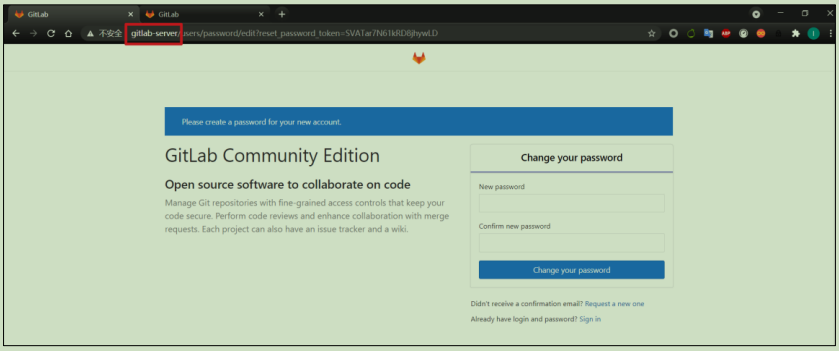 GitLab
GitLab
不安全 gitlab-server/users/password/edit?reset_password_token=SVATar7N61kRD8jhywLD
Please create a password for your new account.
GitLab Community Edition
Open source software to collaborate on code
Manage Git repositories with fine-grained access controls that keep your
code secure. Perform code reviews and enhance collaboration with merge
requests. Each project can also have an issue tracker and a wiki.
Change your password
New password
Confirm new password
Change your password
Didn't receive a confirmation email? Request a new one
Already have login and password? Sign in